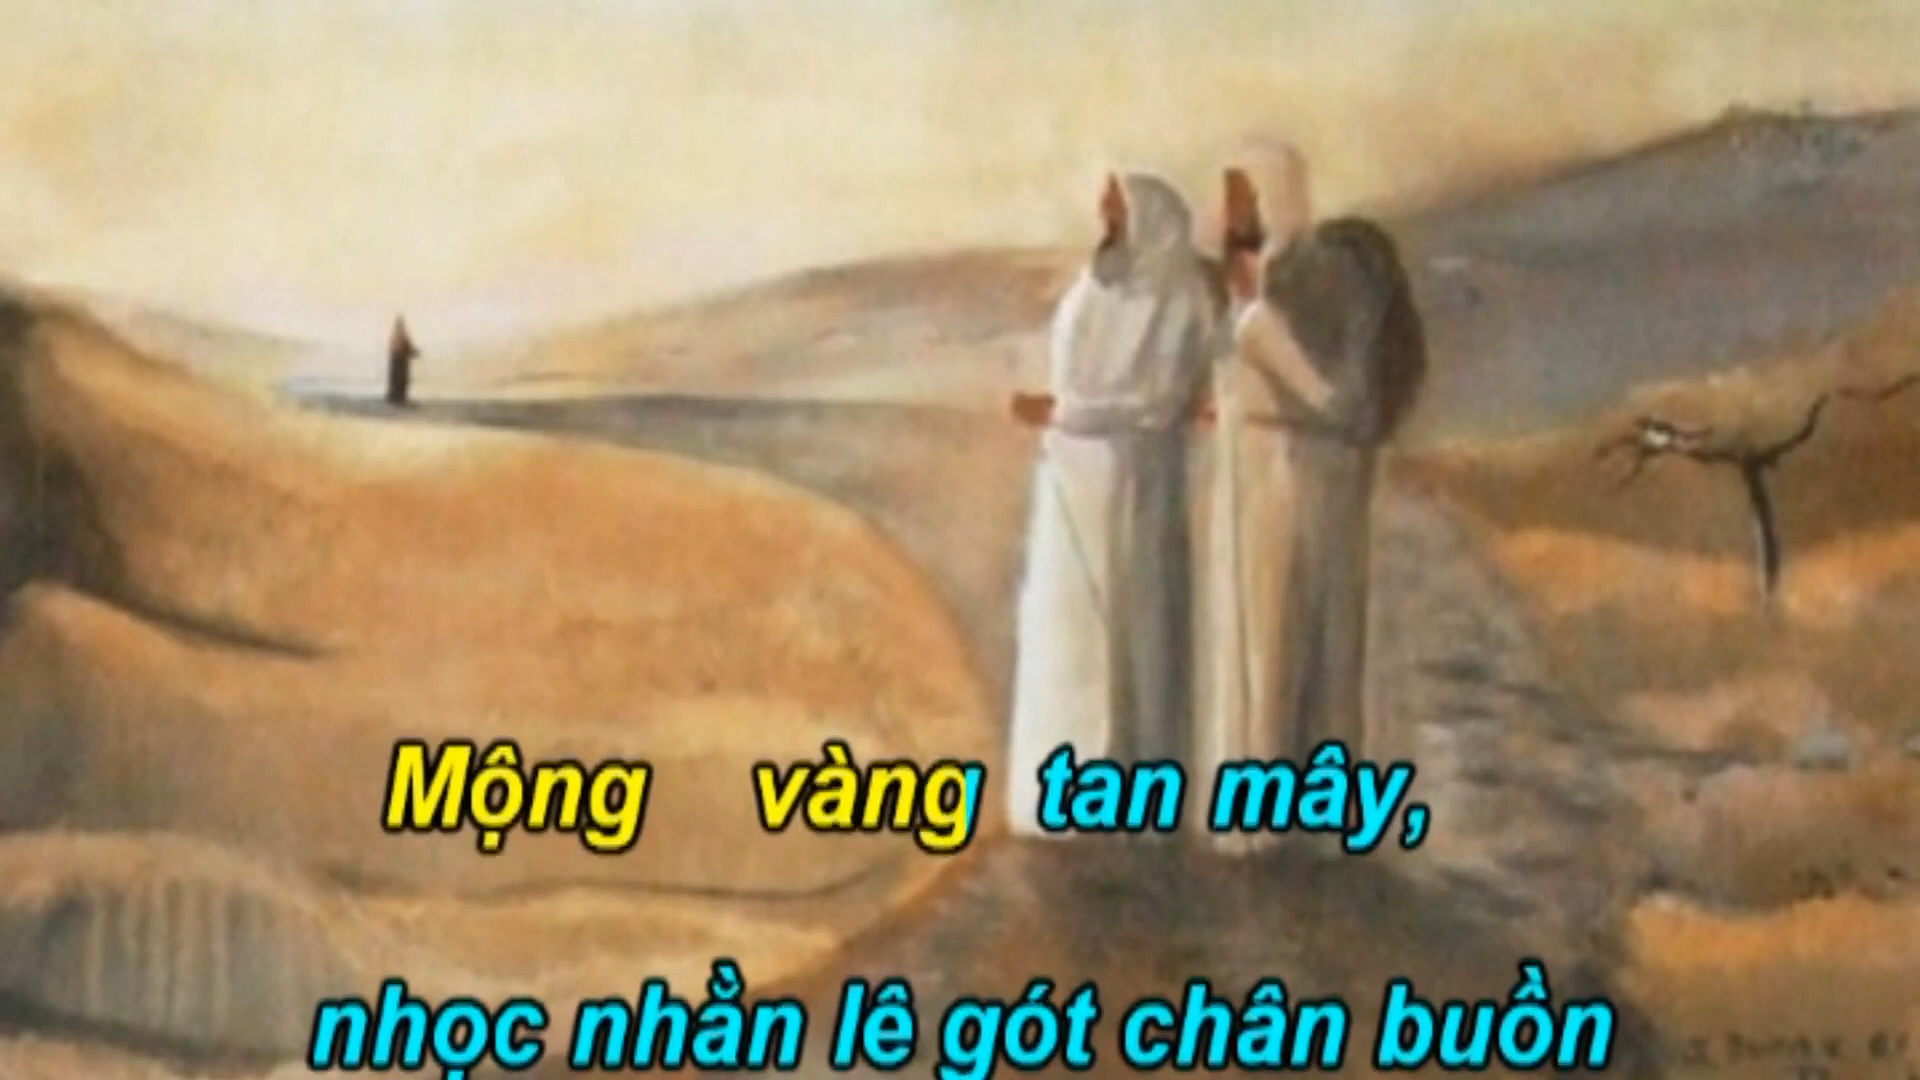 Mộng vàng tan mây,
nhọc nhằn lê gót chân buồn